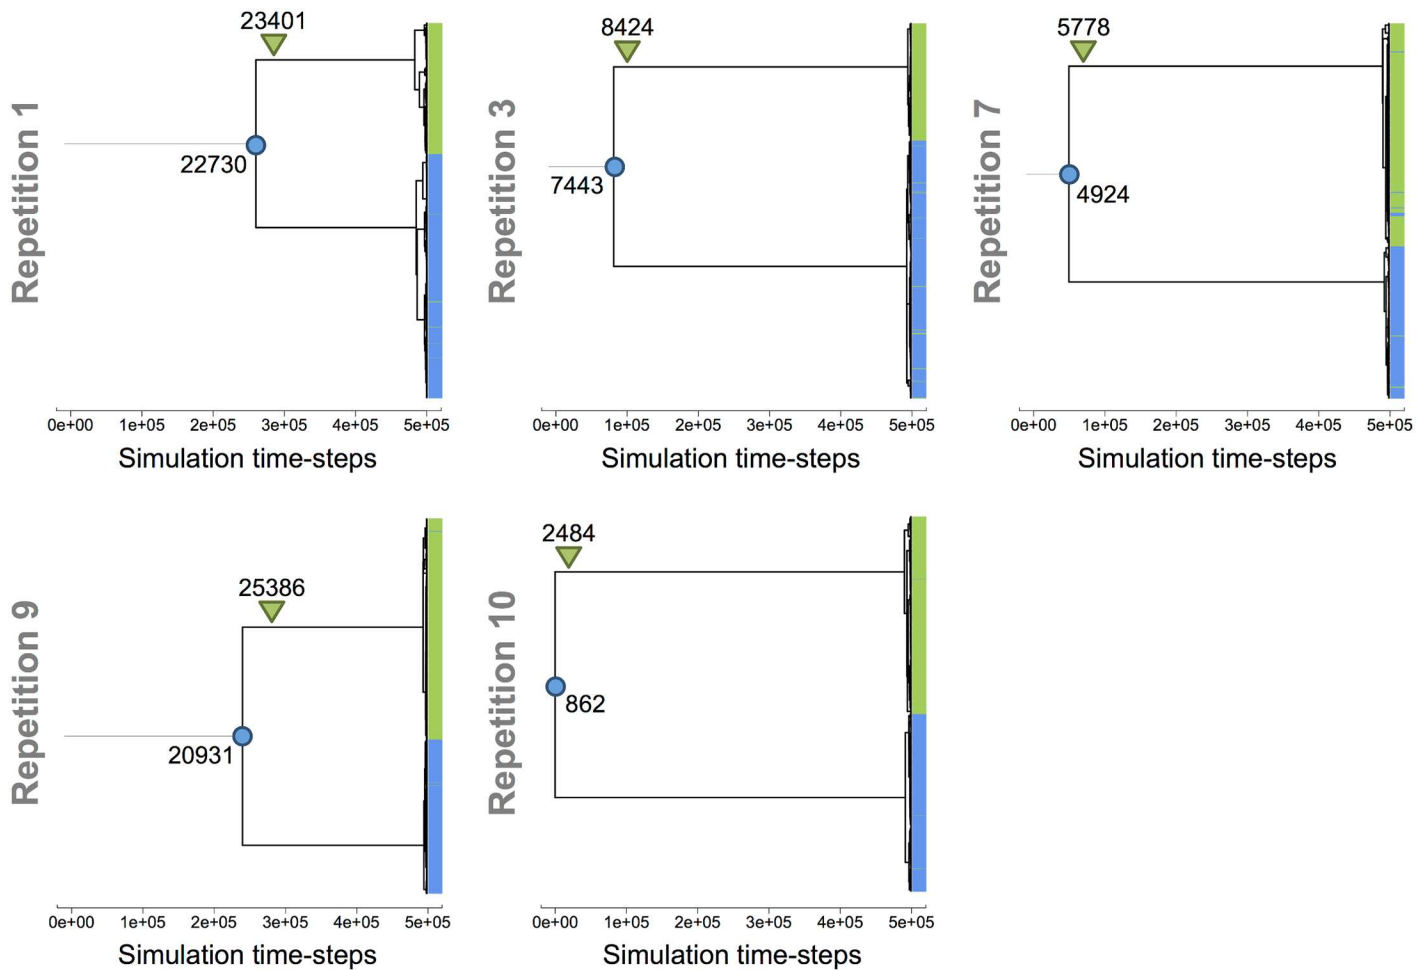 Repetition 1
23401
22730
0e+00 1e+05 2e+05 3e+05 4e+05 5e+05
Simulation time-steps
Repetition 3
8424
7443
0e+00 1e+05 2e+05 3e+05 4e+05 5e+05
Simulation time-steps
Repetition 7
5778
4924
0e+00 1e+05 2e+05 3e+05 4e+05 5e+05
Simulation time-steps
Repetition 9
25386
20931
0e+00 1e+05 2e+05 3e+05 4e+05 5e+05
Simulation time-steps
Repetition 10
2484
862
0e+00 1e+05 2e+05 3e+05 4e+05 5e+05
Simulation time-steps